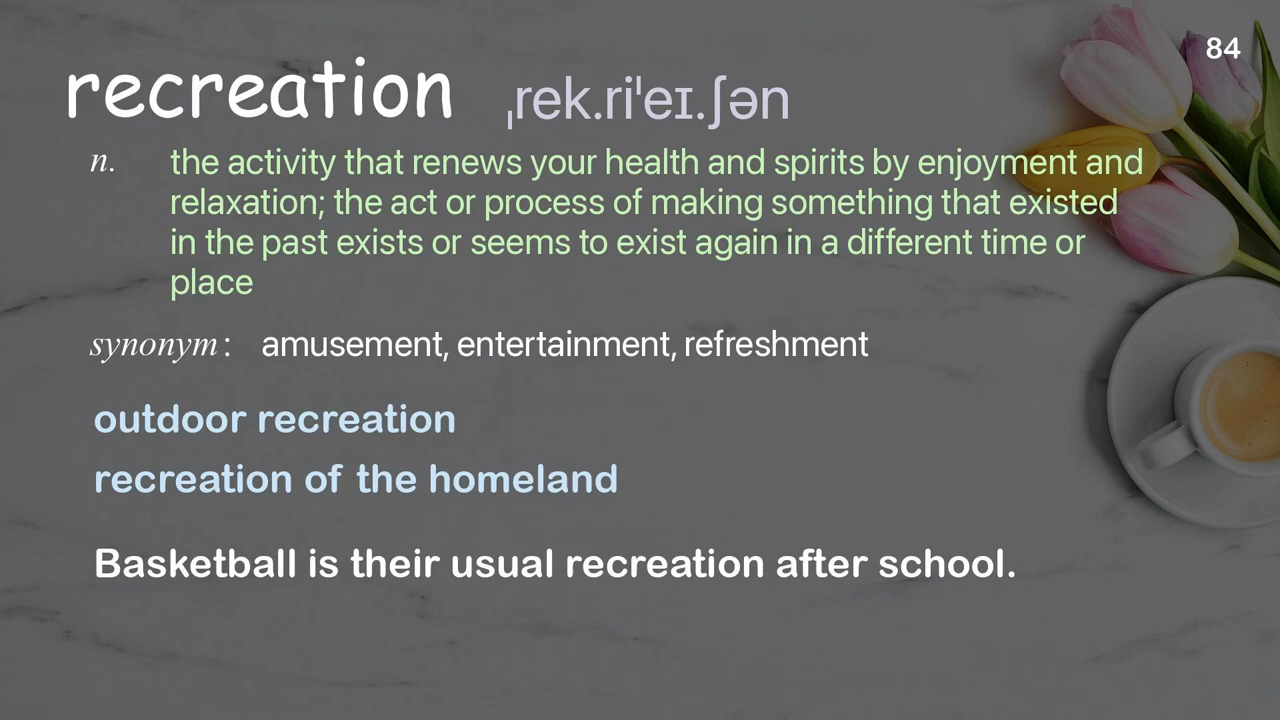 84
recreation ˌrek.riˈeɪ.ʃən
n. the activity that renews your health and spirits by enjoyment and
relaxation; the act or process of making something that existed
in the past exists or seems to exist again in a different time or
place
synonym: amusement, entertainment, refreshment
outdoor recreation
recreation of the homeland
Basketball is their usual recreation after school.